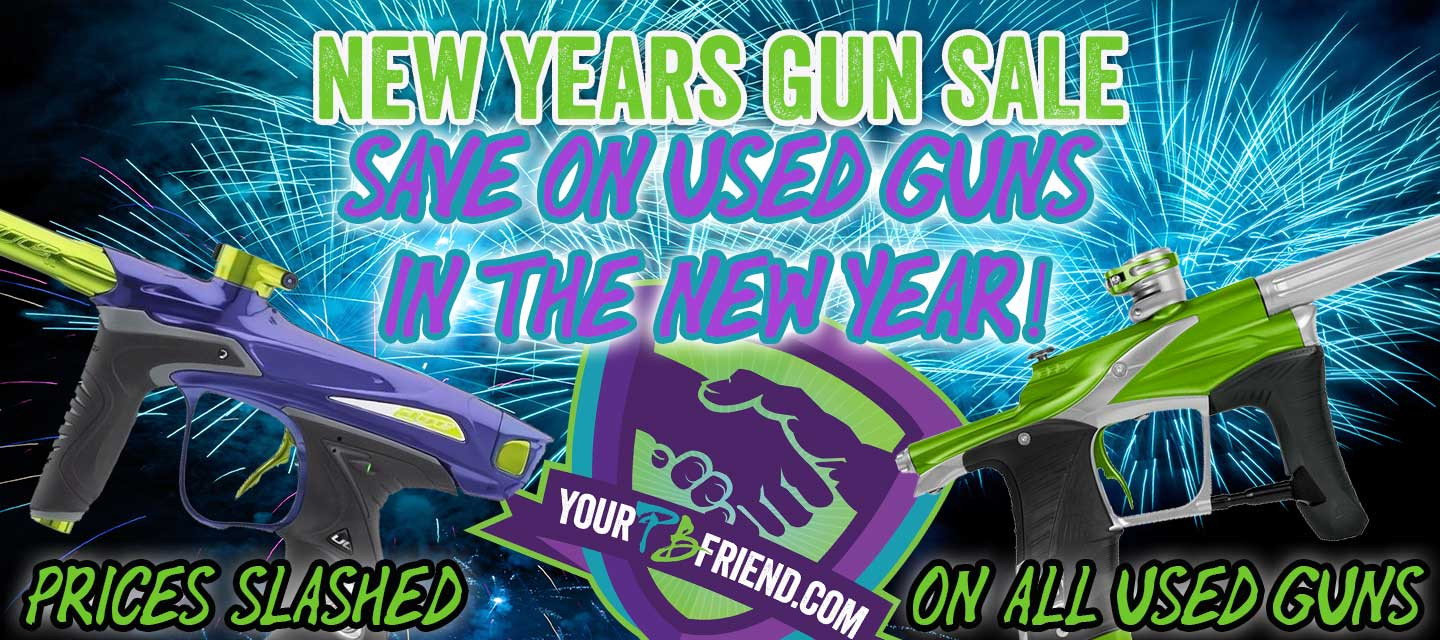 NEW YEARS GUN SALE
SAVE ON USED GUNS
IN THE NEW YEAR!
YOURPBFRIEND.COM
PRICES SLASHED
ON ALL USED GUNS